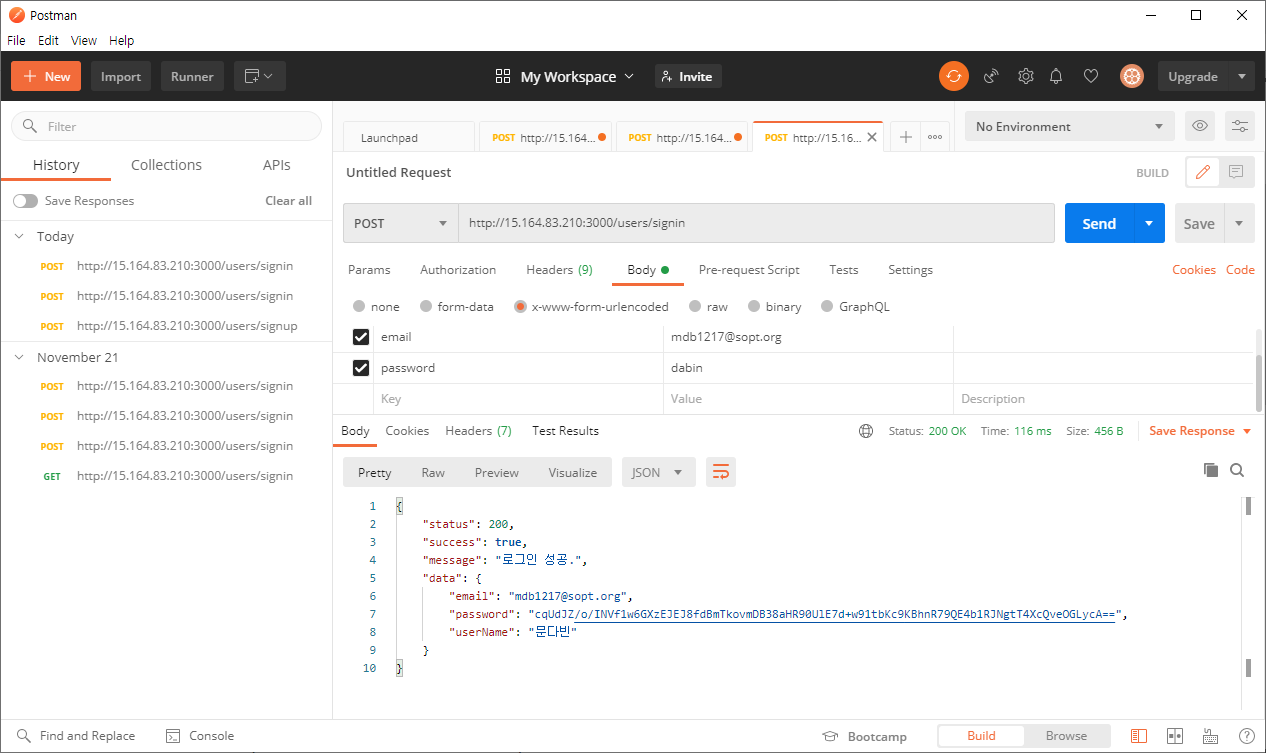 Postman
File Edit View Help
New Import Runner My Workspace Invite Upgrade
Filter
History Collections APIs
Save Responses Clear all
Today
POST http://15.164.83.210:3000/users/signin
POST http://15.164.83.210:3000/users/signin
POST http://15.164.83.210:3000/users/signup
November 21
POST http://15.164.83.210:3000/users/signin
POST http://15.164.83.210:3000/users/signin
POST http://15.164.83.210:3000/users/signin
GET http://15.164.83.210:3000/users/signin
Launchpad POST http://15.164... POST http://15.164... POST http://15.16... No Environment
Untitled Request BUILD
POST http://15.164.83.210:3000/users/signin Send Save
Params Authorization Headers (9) Body Pre-request Script Tests Settings Cookies Code
none form-data x-www-form-urlencoded raw binary GraphQL
email mdb1217@sopt.org
password dabin
Key Value Description
Body Cookies Headers (7) Test Results Status: 200 OK Time: 116 ms Size: 456 B Save Response
Pretty Raw Preview Visualize JSON
1 {
2 "status": 200,
3 "success": true,
4 "message": "로그인 성공.",
5 "data": {
6 "email": "mdb1217@sopt.org",
7 "password": "cqUdJZ/o/INVf1w6GXzEJEJ8fdBmTkovmDB38aHR90UlE7d+w91tbKc9KBhnR79QE4b1RJNgtT4XcQveOGLycA==",
8 "userName": "문다빈"
9 }
10 }
Find and Replace Console Bootcamp Build Browse